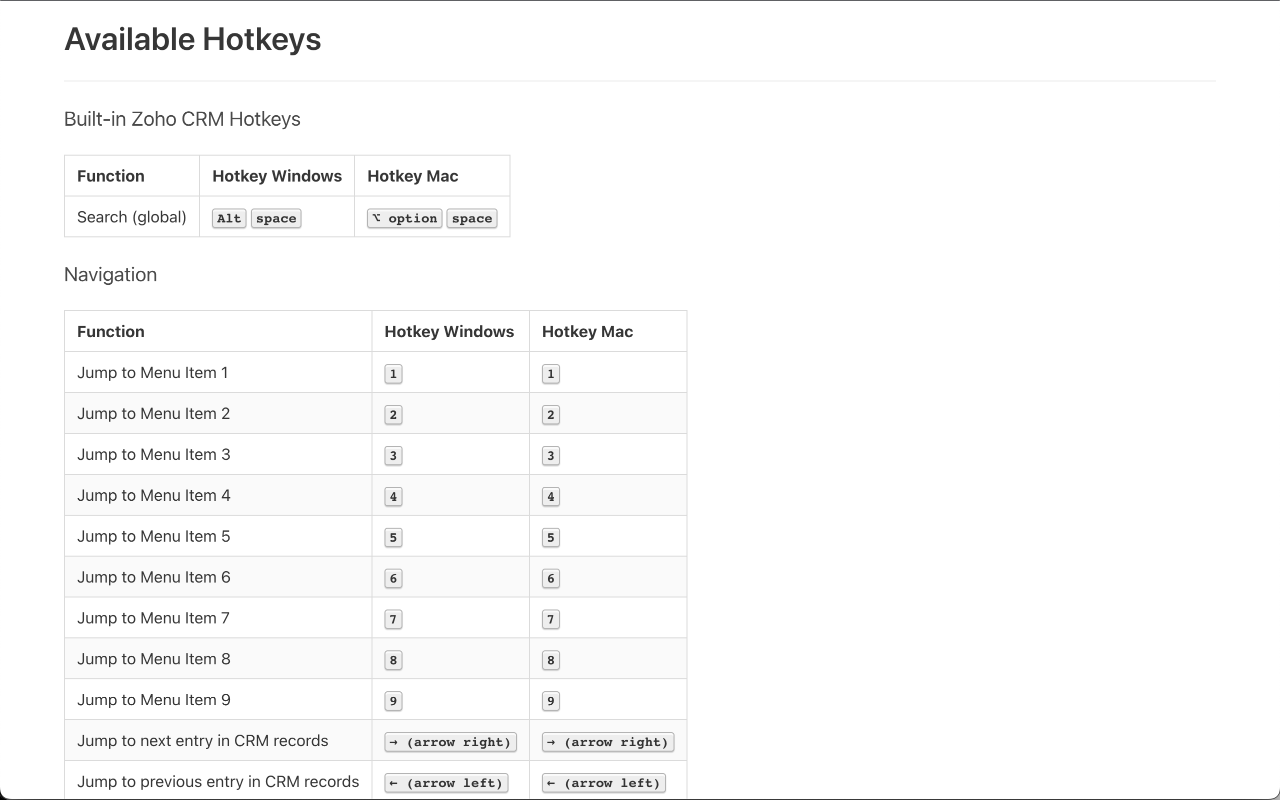 Available Hotkeys
Built-in Zoho CRM Hotkeys
Function Hotkey Windows Hotkey Mac
Search (global) Alt space ⌥ option space
Navigation
Function Hotkey Windows Hotkey Mac
Jump to Menu Item 1 1 1
Jump to Menu Item 2 2 2
Jump to Menu Item 3 3 3
Jump to Menu Item 4 4 4
Jump to Menu Item 5 5 5
Jump to Menu Item 6 6 6
Jump to Menu Item 7 7 7
Jump to Menu Item 8 8 8
Jump to Menu Item 9 9 9
Jump to next entry in CRM records → (arrow right) → (arrow right)
Jump to previous entry in CRM records ← (arrow left) ← (arrow left)